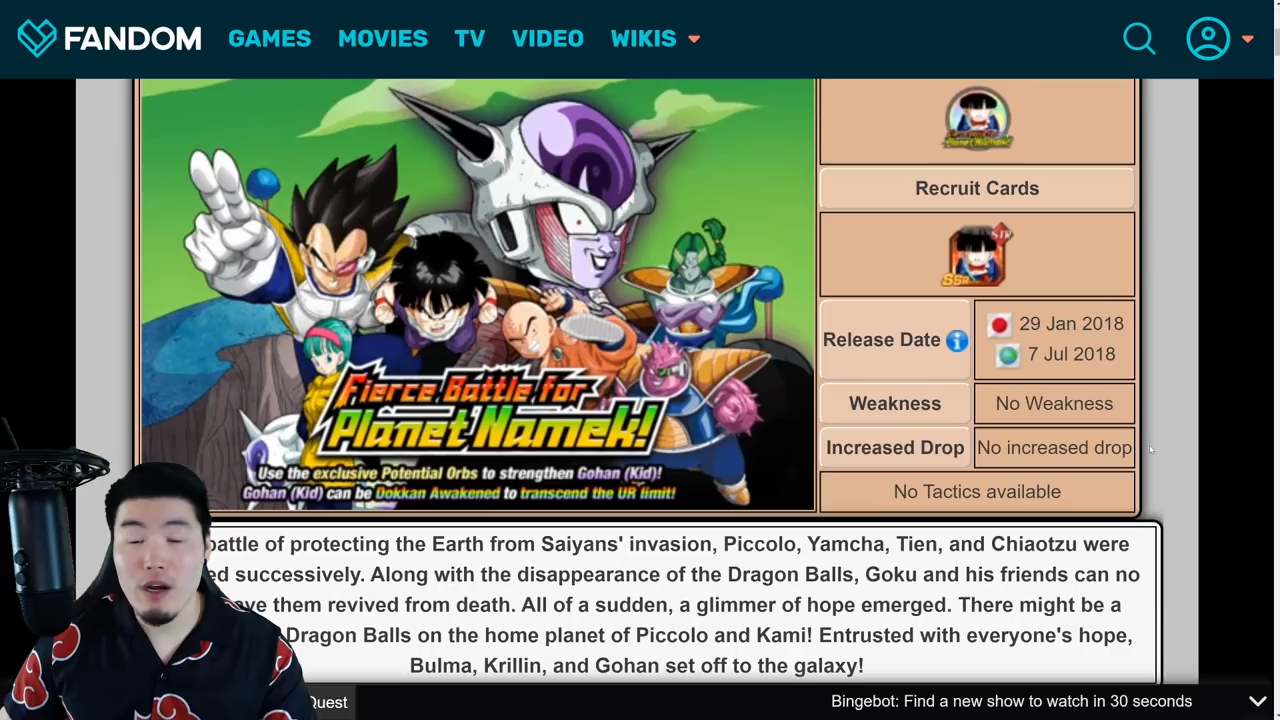 FANDOM GAMES MOVIES TV VIDEO WIKIS
Recruit Cards
SSR
Release Date
29 Jan 2018
7 Jul 2018
Weakness
No Weakness
Increased Drop
No increased drop
No Tactics available
Fierce Battle for
Planet Namek!
Use the exclusive Potential Orbs to strengthen Gohan (Kid)!
Gohan (Kid) can be Dokkan Awakened to transcend the UR limit!
battle of protecting the Earth from Saiyans' invasion, Piccolo, Yamcha, Tien, and Chiaotzu were
ed successively. Along with the disappearance of the Dragon Balls, Goku and his friends can no
ave them revived from death. All of a sudden, a glimmer of hope emerged. There might be a
Dragon Balls on the home planet of Piccolo and Kami! Entrusted with everyone's hope,
Bulma, Krillin, and Gohan set off to the galaxy!
Quest
Bingebot: Find a new show to watch in 30 seconds